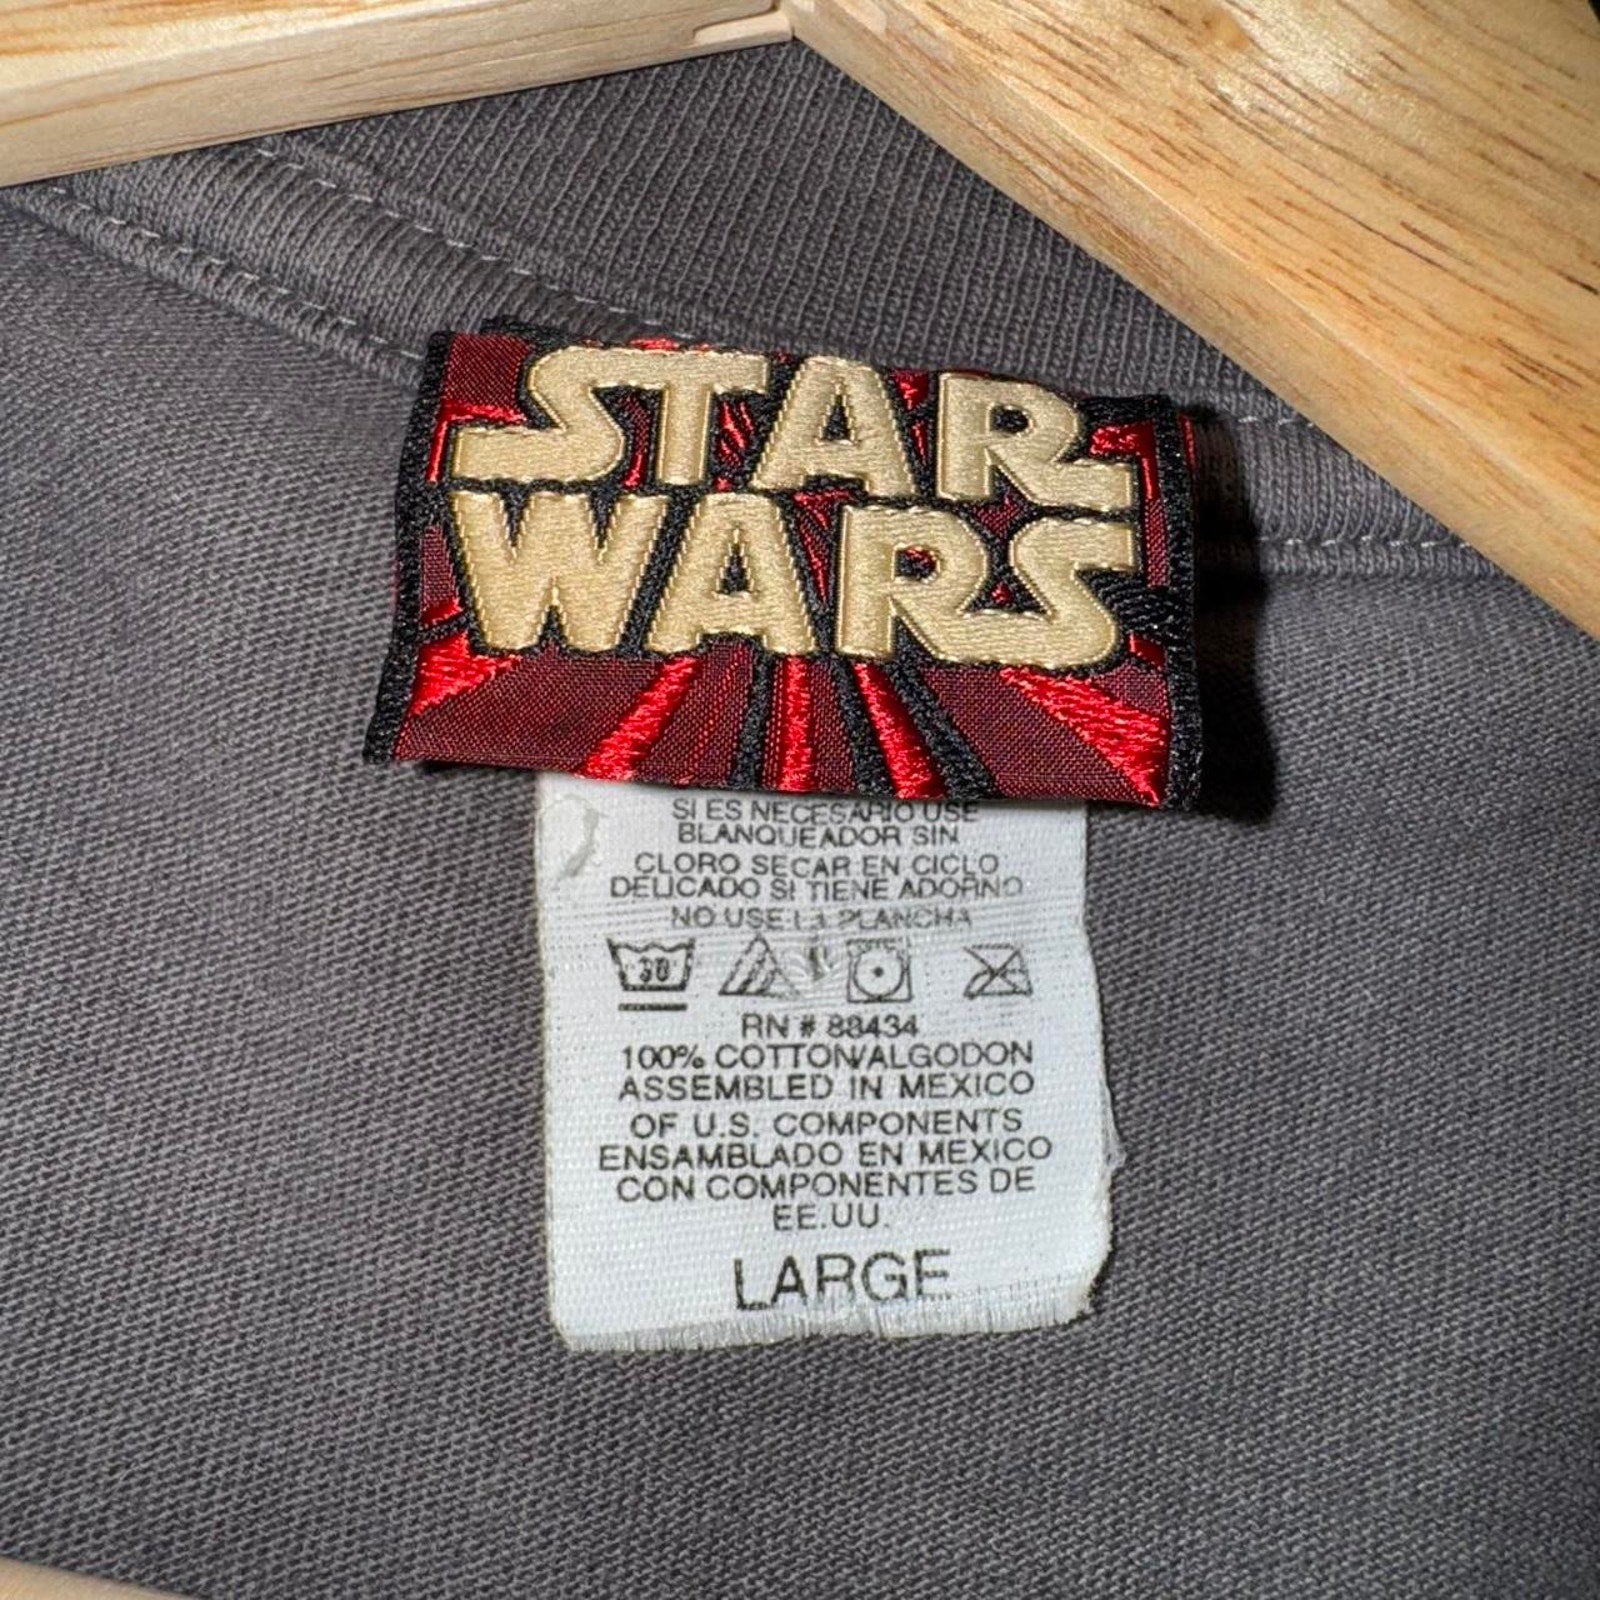 STAR
WARS
SI ES NECESARIO USE
BLANQUEADOR SIN
CLORO SECAR EN CICLO
DELICADO SI TIENE ADORNO
NO USE LA PLANCHA
30
RN # 88434
100% COTTON/ALGODON
ASSEMBLED IN MEXICO
OF U.S. COMPONENTS
ENSAMBLADO EN MEXICO
CON COMPONENTES DE
EE.UU.
LARGE